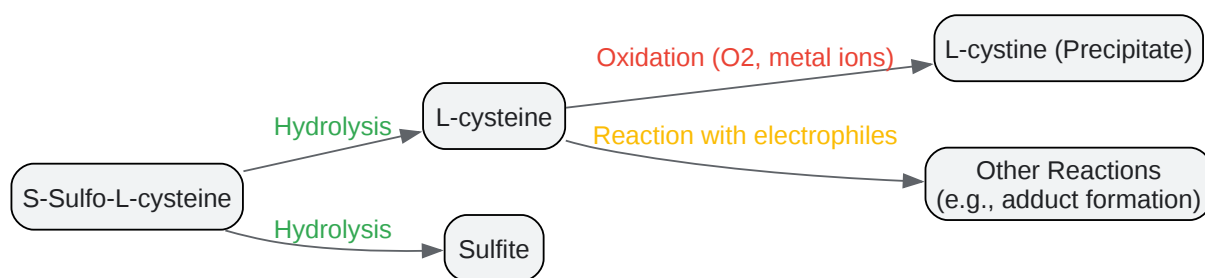 Oxidation (O2, metal ions)
L-cystine (Precipitate)
Hydrolysis
L-cysteine
Reaction with electrophiles
Other Reactions
(e.g., adduct formation)
S-Sulfo-L-cysteine
Hydrolysis
Sulfite